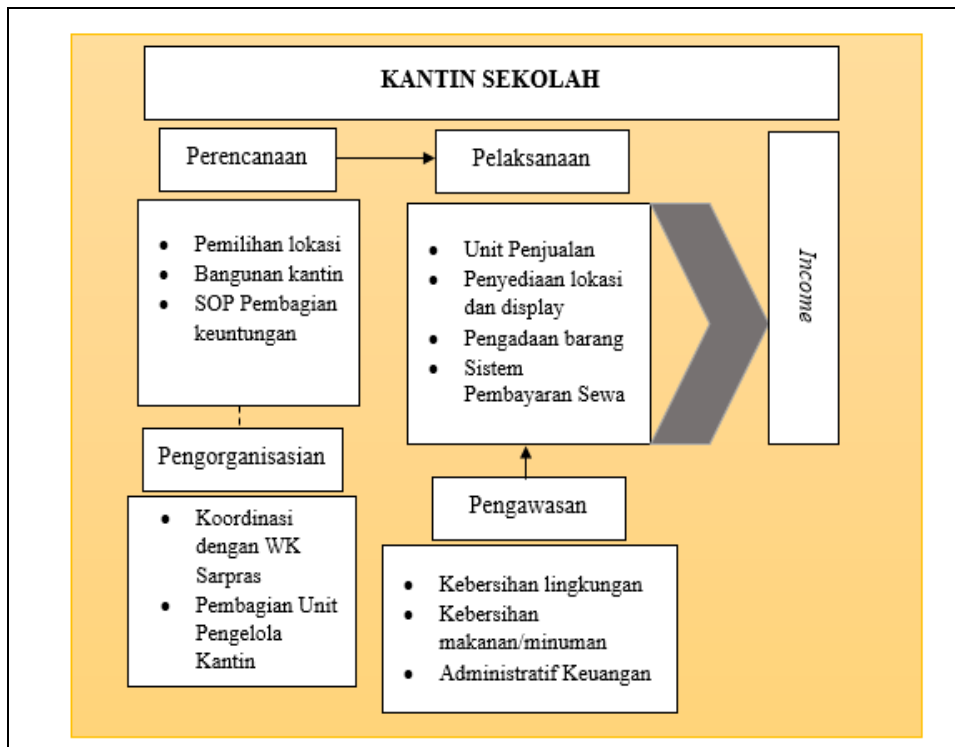 KANTIN SEKOLAH
Perencanaan
Pelaksanaan
• Pemilihan lokasi
• Bangunan kantin
• SOP Pembagian
keuntungan
• Unit Penjualan
• Penyediaan lokasi
dan display
• Pengadaan barang
• Sistem
Pembayaran Sewa
Income
Pengorganisasian
• Koordinasi
dengan WK
Sarpras
• Pembagian Unit
Pengelola
Kantin
Pengawasan
• Kebersihan lingkungan
• Kebersihan
makanan/minuman
• Administratif Keuangan